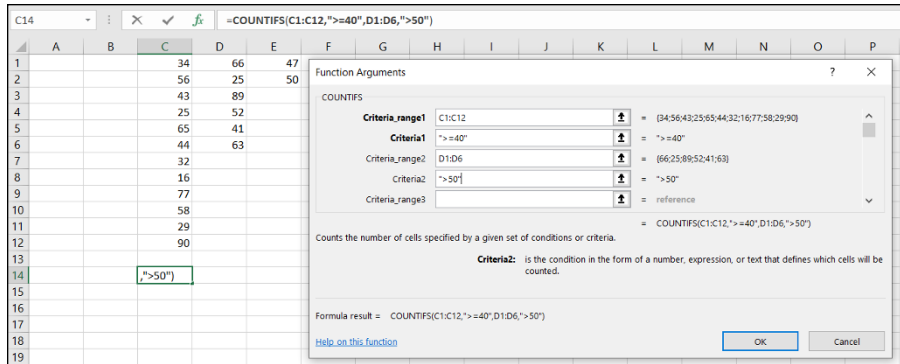 C14 fx =COUNTIFS(C1:C12,">=40",D1:D6,">50")
A B C D E F G H I J K L M N O P
1 34 66 47
2 56 25 50
3 43 89
4 25 52
5 65 41
6 44 63
7 32
8 16
9 77
10 58
11 29
12 90
13
14 ,">50")
15
16
17
18
19
Function Arguments ? ×
COUNTIFS
Criteria_range1 C1:C12 = {34;56;43;25;65;44;32;16;77;58;29;90}
Criteria1 ">=40" = ">=40"
Criteria_range2 D1:D6 = {66;25;89;52;41;63}
Criteria2 ">50" = ">50"
Criteria_range3 = reference
= COUNTIFS(C1:C12,">=40",D1:D6,">50")
Counts the number of cells specified by a given set of conditions or criteria.
Criteria2: is the condition in the form of a number, expression, or text that defines which cells will be
counted.
Formula result = COUNTIFS(C1:C12,">=40",D1:D6,">50")
Help on this function OK Cancel